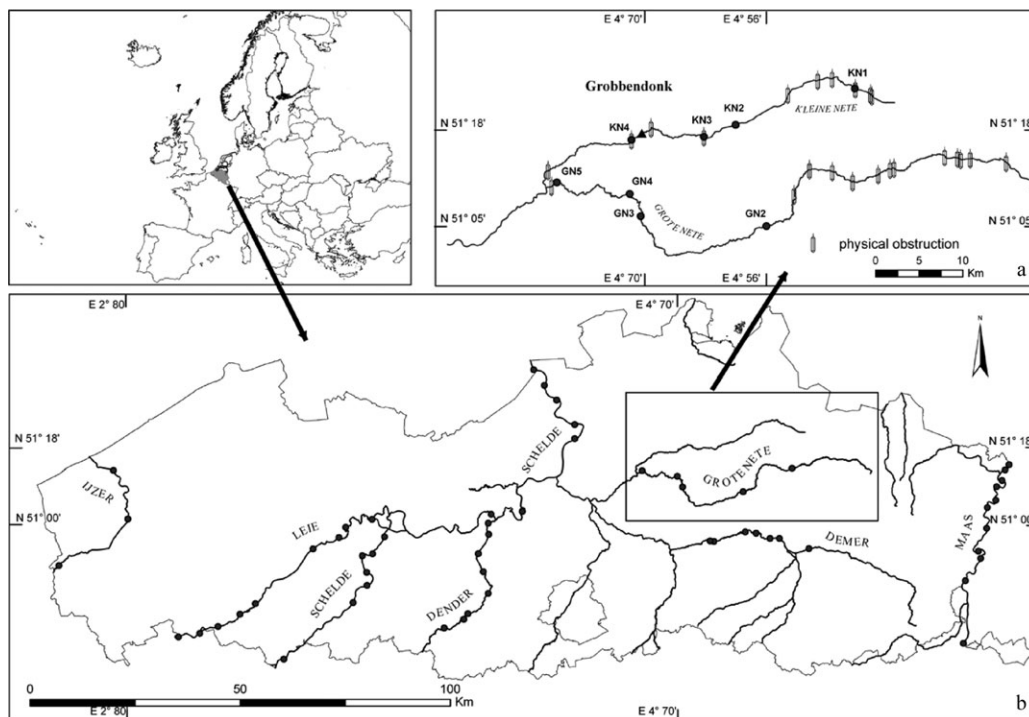 E 4° 70'
E 4° 56'
Grobbendonk
KN1
KLEINE NETE
KN2
KN3
KN4
N 51° 18'
N 51° 18'
GN5
GN4
GN3
GROTE NETE
GN2
N 51° 05'
N 51° 05'
physical obstruction
0 5 10
Km
E 4° 70'
E 4° 56'
a
E 2° 80'
E 4° 70'
N
N 51° 18'
N 51° 18'
SCHELDE
GROTE NETE
IJZER
N 51° 00'
N 51° 00'
LEIE
DEMER
MAAS
SCHELDE
DENDER
0 50 100
Km
E 2° 80'
E 4° 70'
b